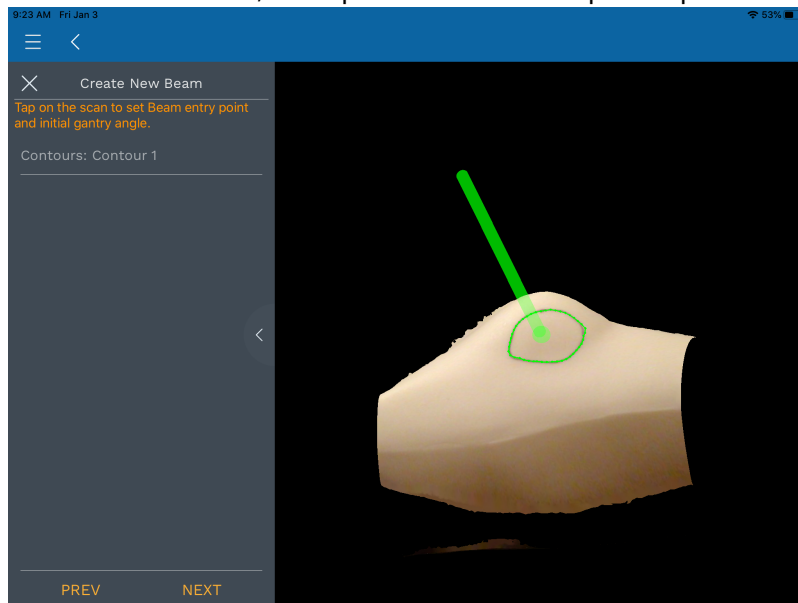 9:23 AM Fri Jan 3
53%
Create New Beam
Tap on the scan to set Beam entry point
and initial gantry angle.
Contours: Contour 1
PREV
NEXT